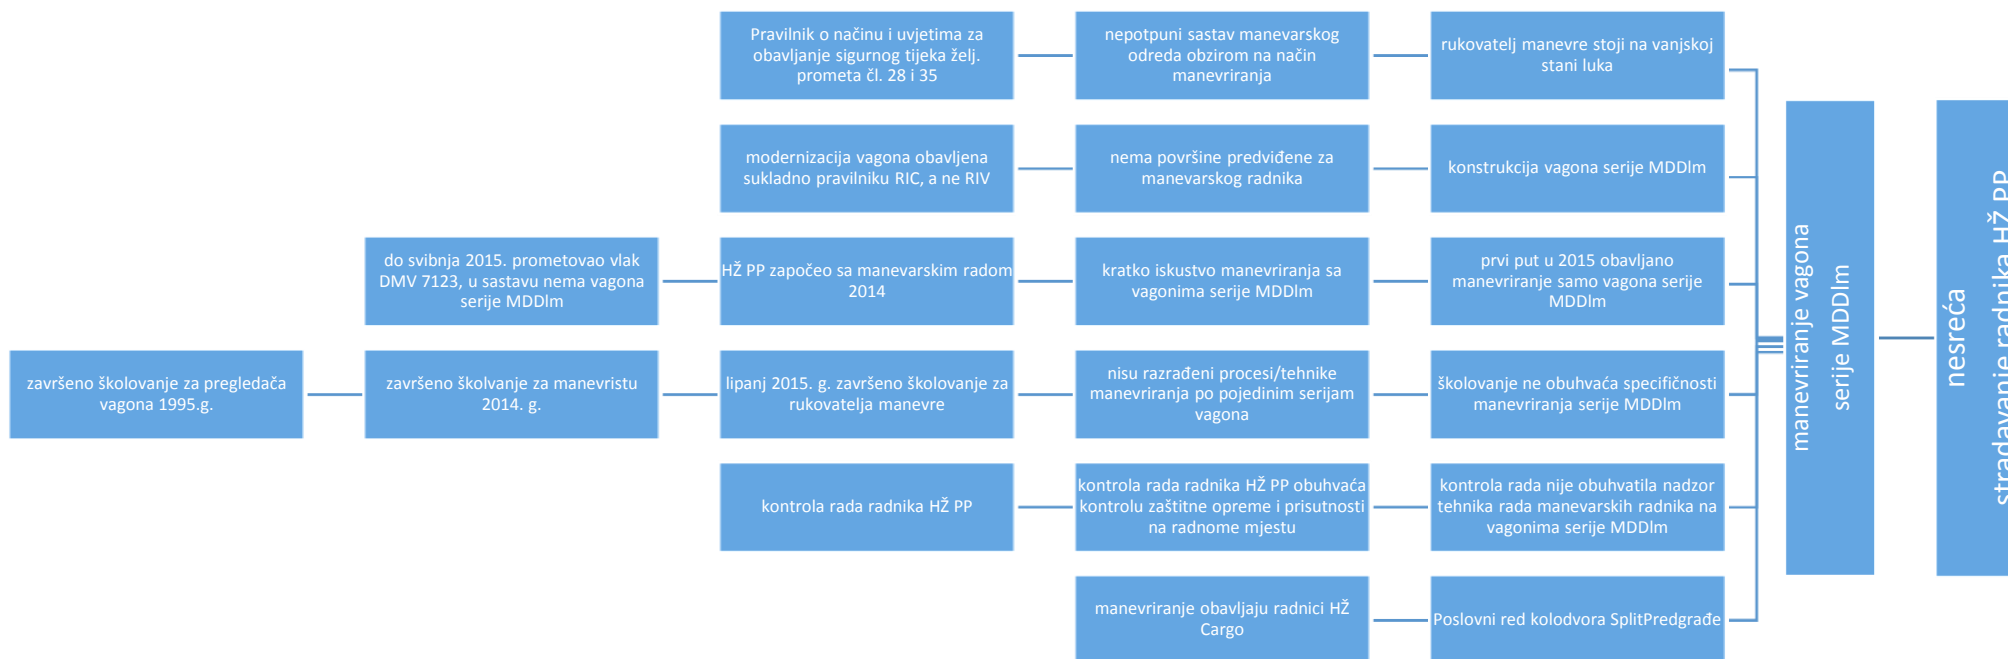 Pravilnik o načinu i uvjetima za
obavljanje sigurnog tijeka želj.
prometa čl. 28 i 35
nepotpuni sastav manevarskog
odreda obzirom na način
manevriranja
rukovatelj manevre stoji na vanjskoj
stani luka
modernizacija vagona obavljena
sukladno pravilniku RIC, a ne RIV
nema površine predviđene za
manevarskog radnika
konstrukcija vagona serije MDDlm
do svibnja 2015. prometovao vlak
DMV 7123, u sastavu nema vagona
serije MDDlm
HŽ PP započeo sa manevarskim radom
2014
kratko iskustvo manevriranja sa
vagonima serije MDDlm
prvi put u 2015 obavljano
manevriranje samo vagona serije
MDDlm
završeno školovanje za pregledača
vagona 1995.g.
završeno školvanje za manevristu
2014. g.
lipanj 2015. g. završeno školovanje za
rukovatelja manevre
nisu razrađeni procesi/tehnike
manevriranja po pojedinim serijam
vagona
školovanje ne obuhvaća specifičnosti
manevriranja serije MDDlm
kontrola rada radnika HŽ PP
kontrola rada radnika HŽ PP obuhvaća
kontrolu zaštitne opreme i prisutnosti
na radnome mjestu
kontrola rada nije obuhvatila nadzor
tehnika rada manevarskih radnika na
vagonima serije MDDlm
manevriranje obavljaju radnici HŽ
Cargo
Poslovni red kolodvora SplitPredgrađe
manevriranje vagona
serije MDDlm
nesreća
stradavanje radnika HŽ PP